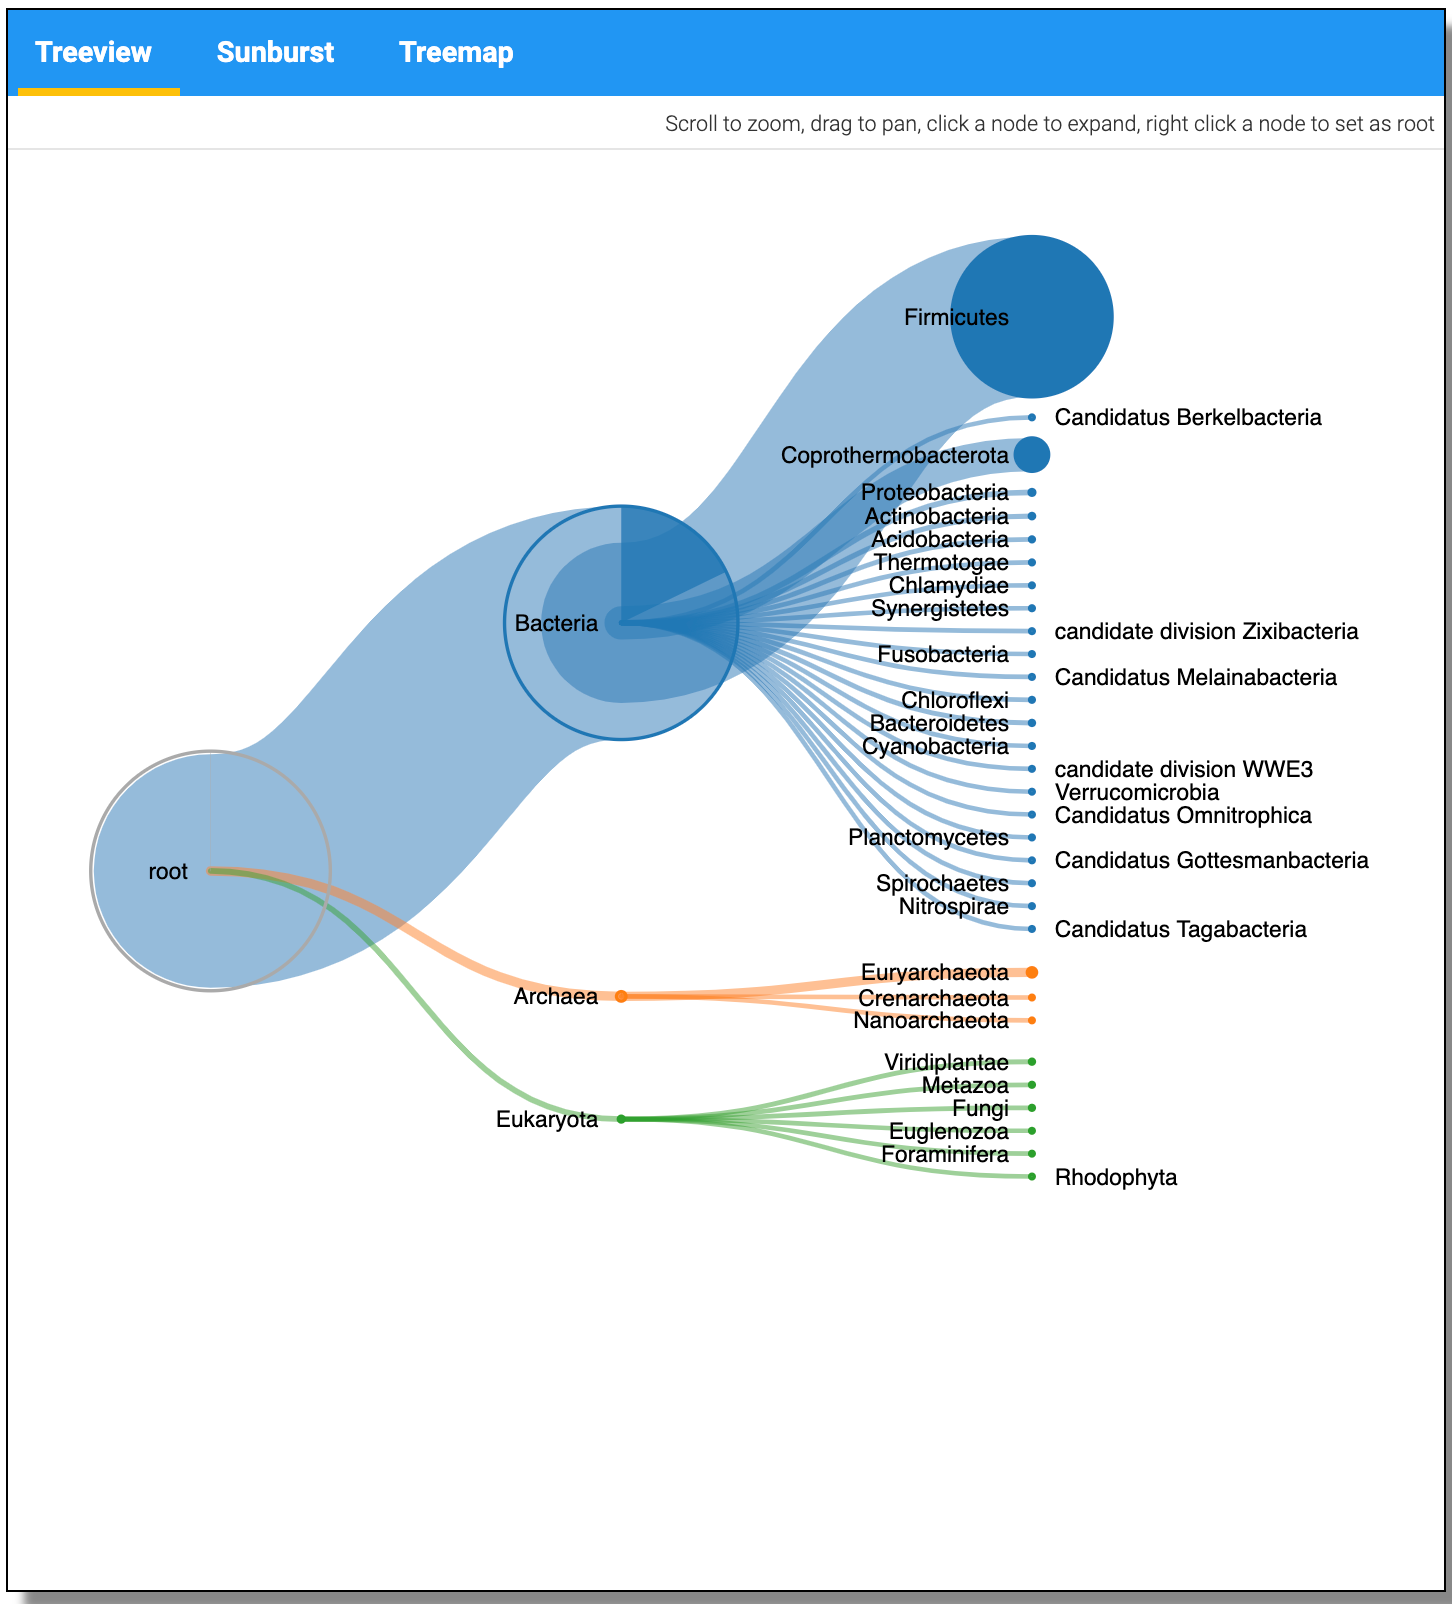 Treeview Sunburst Treemap
Scroll to zoom, drag to pan, click a node to expand, right click a node to set as root
Firmicutes
Candidatus Berkelbacteria
Coprothermobacterota
Proteobacteria
Actinobacteria
Acidobacteria
Thermotogae
Chlamydiae
Synergistetes
Bacteria
candidate division Zixibacteria
Fusobacteria
Candidatus Melainabacteria
Chloroflexi
Bacteroidetes
Cyanobacteria
candidate division WWE3
Verrucomicrobia
Candidatus Omnitrophica
Planctomycetes
Candidatus Gottesmanbacteria
root
Spirochaetes
Nitrospirae
Candidatus Tagabacteria
Euryarchaeota
Archaea
Crenarchaeota
Nanoarchaeota
Viridiplantae
Metazoa
Fungi
Eukaryota
Euglenozoa
Foraminifera
Rhodophyta